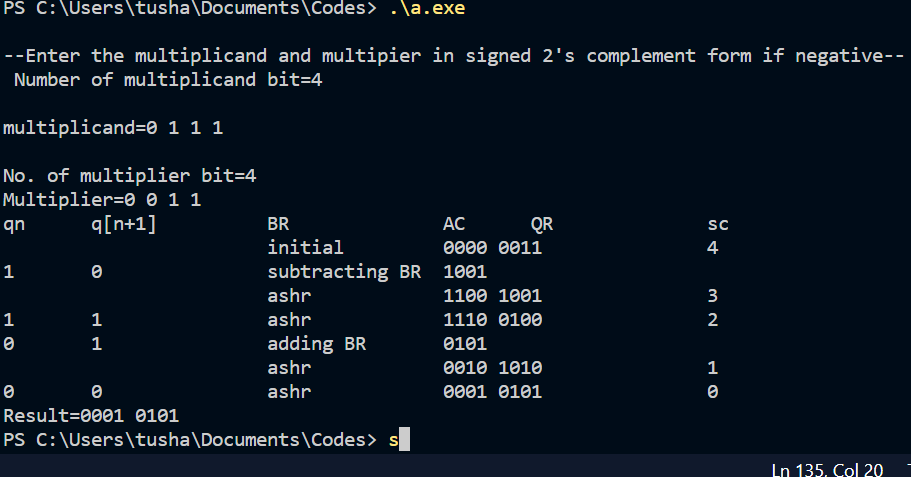 PS C:\Users\tusha\Documents\Codes> .\a.exe
--Enter the multiplicand and multipier in signed 2's complement form if negative--
Number of multiplicand bit=4
multiplicand=0 1 1 1
No. of multiplier bit=4
Multiplier=0 0 1 1
qn q[n+1] BR AC QR sc
initial 0000 0011 4
1 0 subtracting BR 1001
ashr 1100 1001 3
1 1 ashr 1110 0100 2
0 1 adding BR 0101
ashr 0010 1010 1
0 0 ashr 0001 0101 0
Result=0001 0101
PS C:\Users\tusha\Documents\Codes> s
Ln 135, Col 20